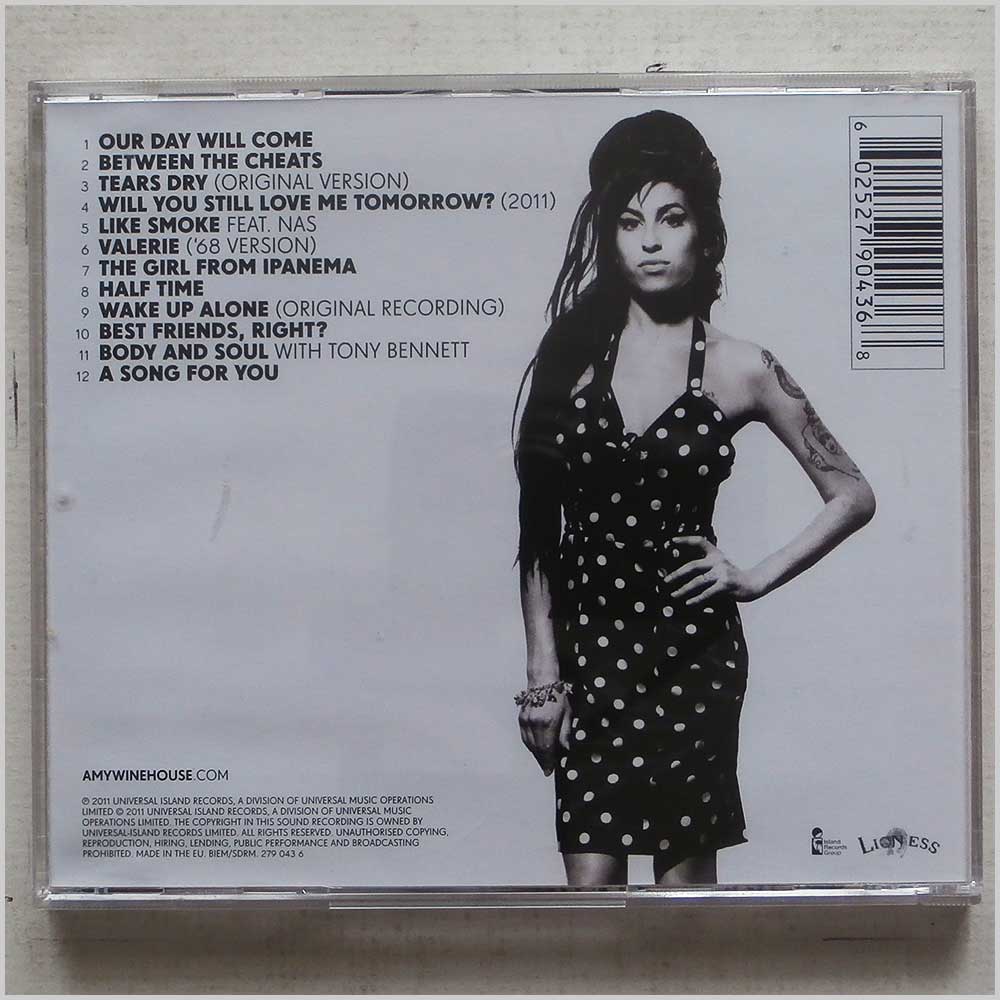 1 OUR DAY WILL COME
2 BETWEEN THE CHEATS
3 TEARS DRY (ORIGINAL VERSION)
4 WILL YOU STILL LOVE ME TOMORROW? (2011)
5 LIKE SMOKE FEAT. NAS
6 VALERIE ('68 VERSION)
7 THE GIRL FROM IPANEMA
8 HALF TIME
9 WAKE UP ALONE (ORIGINAL RECORDING)
10 BEST FRIENDS, RIGHT?
11 BODY AND SOUL WITH TONY BENNETT
12 A SONG FOR YOU
6 02527 90436 8
AMYWINEHOUSE.COM
℗ 2011 UNIVERSAL ISLAND RECORDS, A DIVISION OF UNIVERSAL MUSIC OPERATIONS
LIMITED © 2011 UNIVERSAL ISLAND RECORDS, A DIVISION OF UNIVERSAL MUSIC
OPERATIONS LIMITED. THE COPYRIGHT IN THIS SOUND RECORDING IS OWNED BY
UNIVERSAL-ISLAND RECORDS LIMITED. ALL RIGHTS RESERVED. UNAUTHORISED COPYING,
REPRODUCTION, HIRING, LENDING, PUBLIC PERFORMANCE AND BROADCASTING
PROHIBITED. MADE IN THE EU. BIEM/SDRM. 279 043 6
Island
Records
Group
LIONESS